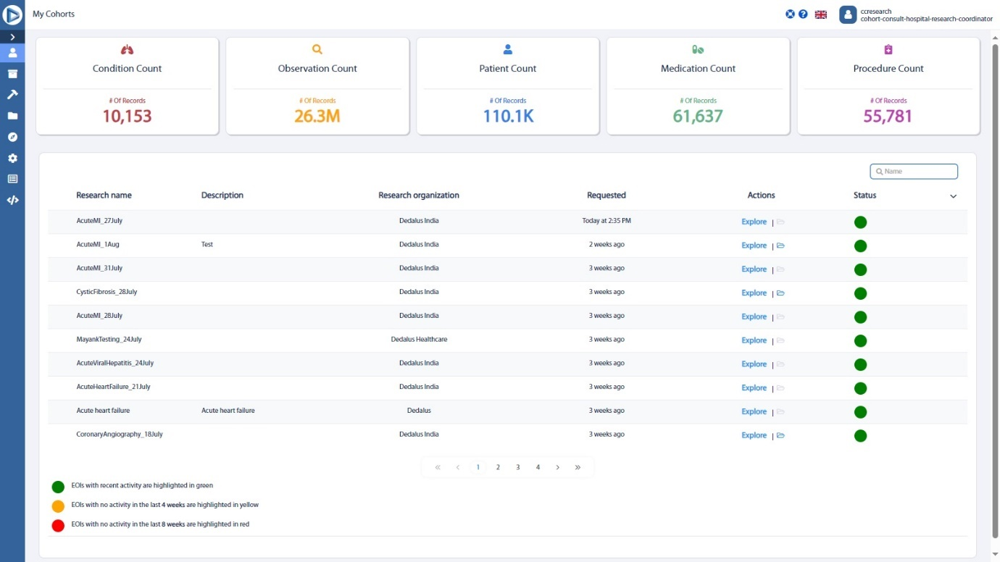 My Cohorts
ccresearch
cohort-consult-hospital-research-coordinator
Condition Count
# Of Records
10,153
Observation Count
# Of Records
26.3M
Patient Count
# Of Records
110.1K
Medication Count
# Of Records
61,637
Procedure Count
# Of Records
55,781
Name
Research name Description Research organization Requested Actions Status
AcuteMI_27July Dedalus India Today at 2:35 PM Explore |
AcuteMI_1Aug Test Dedalus India 2 weeks ago Explore |
AcuteMI_31July Dedalus India 3 weeks ago Explore |
CysticFibrosis_28July Dedalus India 3 weeks ago Explore |
AcuteMI_28July Dedalus India 3 weeks ago Explore |
MayankTesting_24July Dedalus Healthcare 3 weeks ago Explore |
AcuteViralHepatitis_24July Dedalus India 3 weeks ago Explore |
AcuteHeartFailure_21July Dedalus India 3 weeks ago Explore |
Acute heart failure Acute heart failure Dedalus 3 weeks ago Explore |
CoronaryAngiography_18July Dedalus India 3 weeks ago Explore |
« ‹ 1 2 3 4 › »
EOIs with recent activity are highlighted in green
EOIs with no activity in the last 4 weeks are highlighted in yellow
EOIs with no activity in the last 8 weeks are highlighted in red